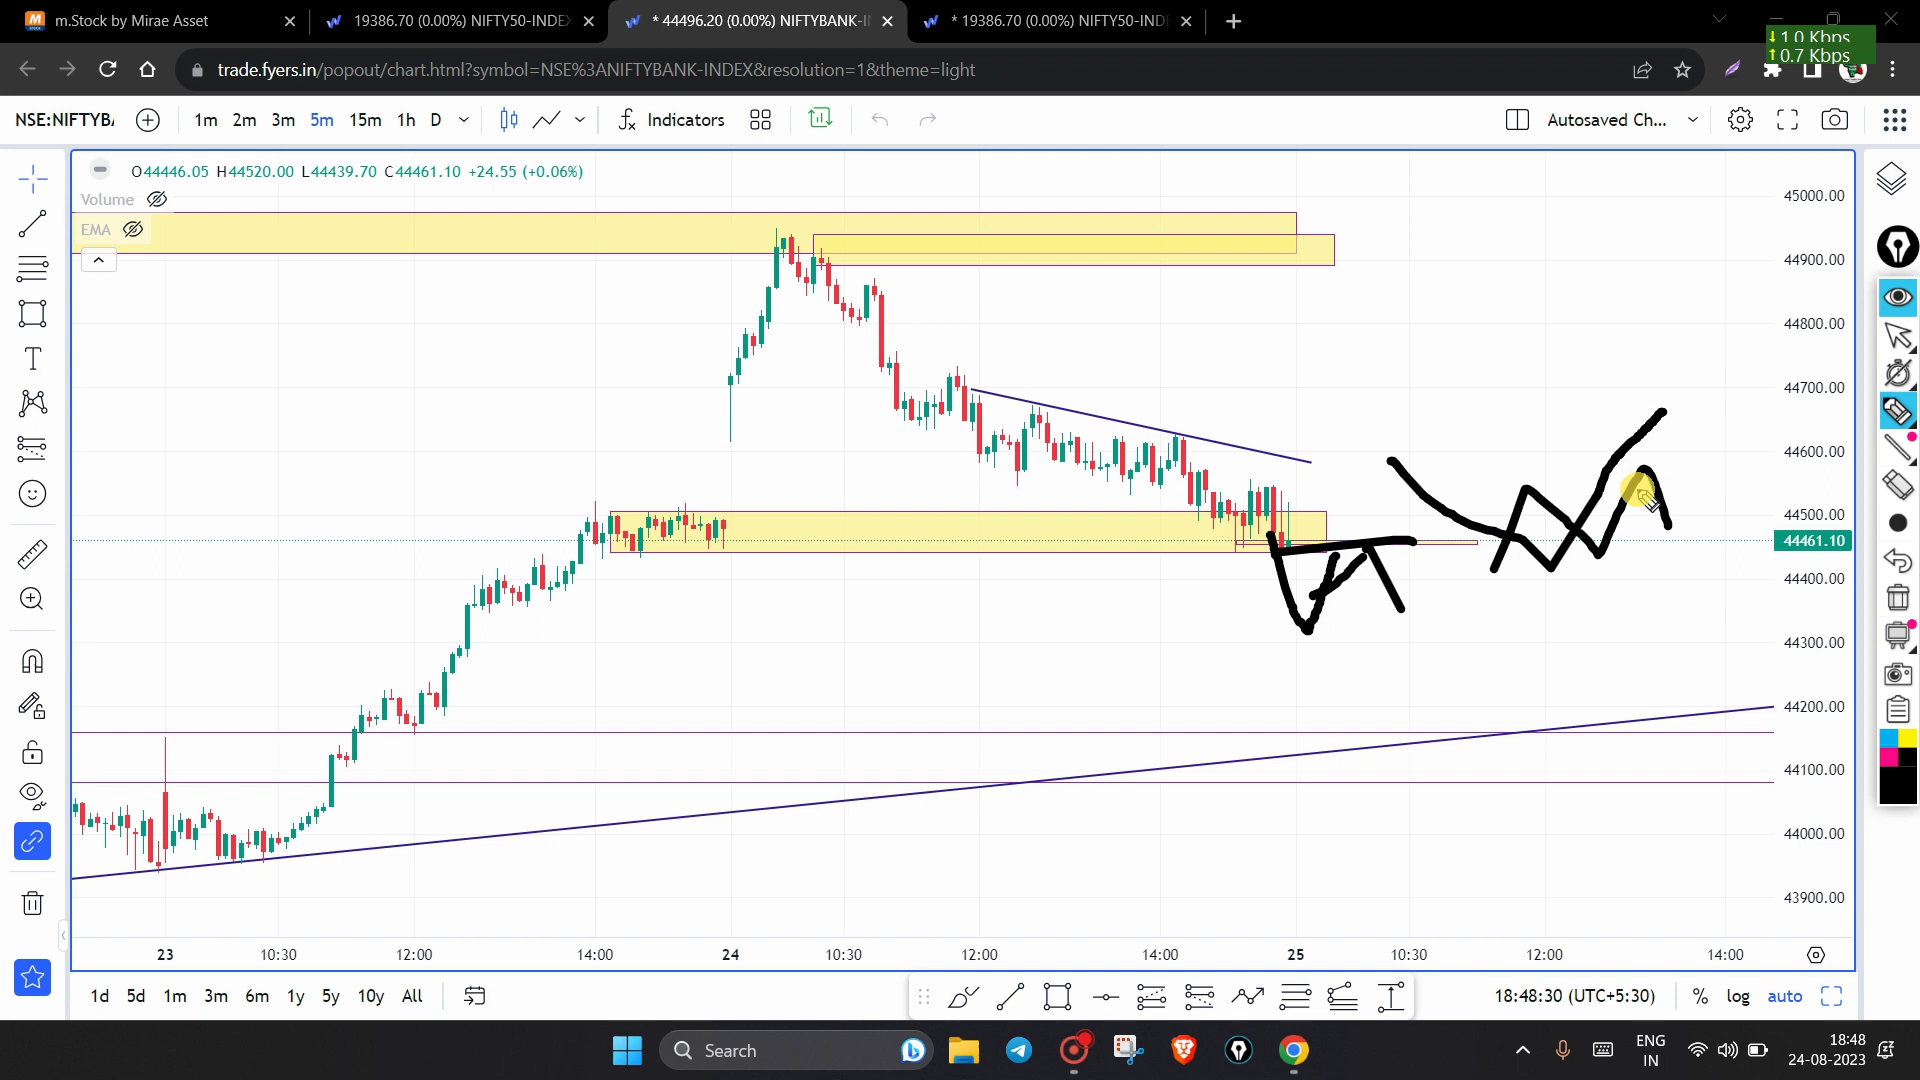 m.Stock by Mirae Asset
19386.70 (0.00%) NIFTY50-INDEX
* 44496.20 (0.00%) NIFTYBANK-I
* 19386.70 (0.00%) NIFTY50-INDE
1.0 Kbps
0.7 Kbps
trade.fyers.in/popout/chart.html?symbol=NSE%3ANIFTYBANK-INDEX&resolution=1&theme=light
NSE:NIFTYB
1m 2m 3m 5m 15m 1h D
Indicators
Autosaved Ch...
O44446.05 H44520.00 L44439.70 C44461.10 +24.55 (+0.06%)
Volume
EMA
45000.00
44900.00
44800.00
44700.00
44600.00
44500.00
44461.10
44400.00
44300.00
44200.00
44100.00
44000.00
43900.00
23 10:30 12:00 14:00 24 10:30 12:00 14:00 25 10:30 12:00 14:00
1d 5d 1m 3m 6m 1y 5y 10y All
18:48:30 (UTC+5:30)
% log auto
Search
ENG
IN
18:48
24-08-2023